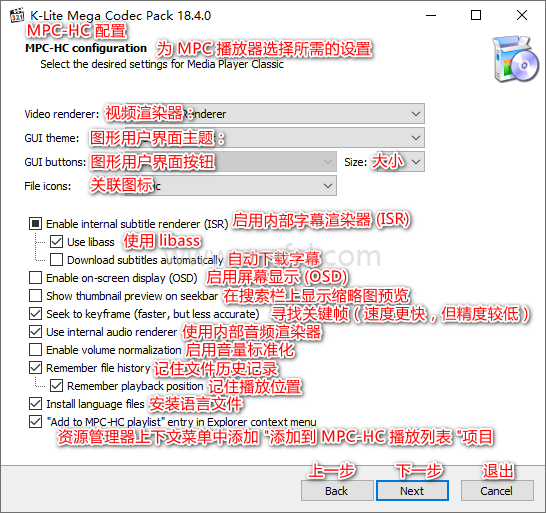 K-Lite Mega Codec Pack 18.4.0
MPC-HC 配置
MPC-HC configuration 为 MPC 播放器选择所需的设置
Select the desired settings for Media Player Classic
Video renderer: 视频渲染器: Renderer
GUI theme: 图形用户界面主题:
GUI buttons: 图形用户界面按钮 Size: 大小
File icons: 关联图标
Enable internal subtitle renderer (ISR) 启用内部字幕渲染器 (ISR)
Use libass 使用 libass
Download subtitles automatically 自动下载字幕
Enable on-screen display (OSD) 启用屏幕显示 (OSD)
Show thumbnail preview on seekbar 在搜索栏上显示缩略图预览
Seek to keyframe (faster, but less accurate) 寻找关键帧（速度更快，但精度较低）
Use internal audio renderer 使用内部音频渲染器
Enable volume normalization 启用音量标准化
Remember file history 记住文件历史记录
Remember playback position 记住播放位置
Install language files 安装语言文件
"Add to MPC-HC playlist" entry in Explorer context menu
资源管理器上下文菜单中添加 "添加到 MPC-HC 播放列表 "项目
上一步 下一步 退出
Back Next Cancel